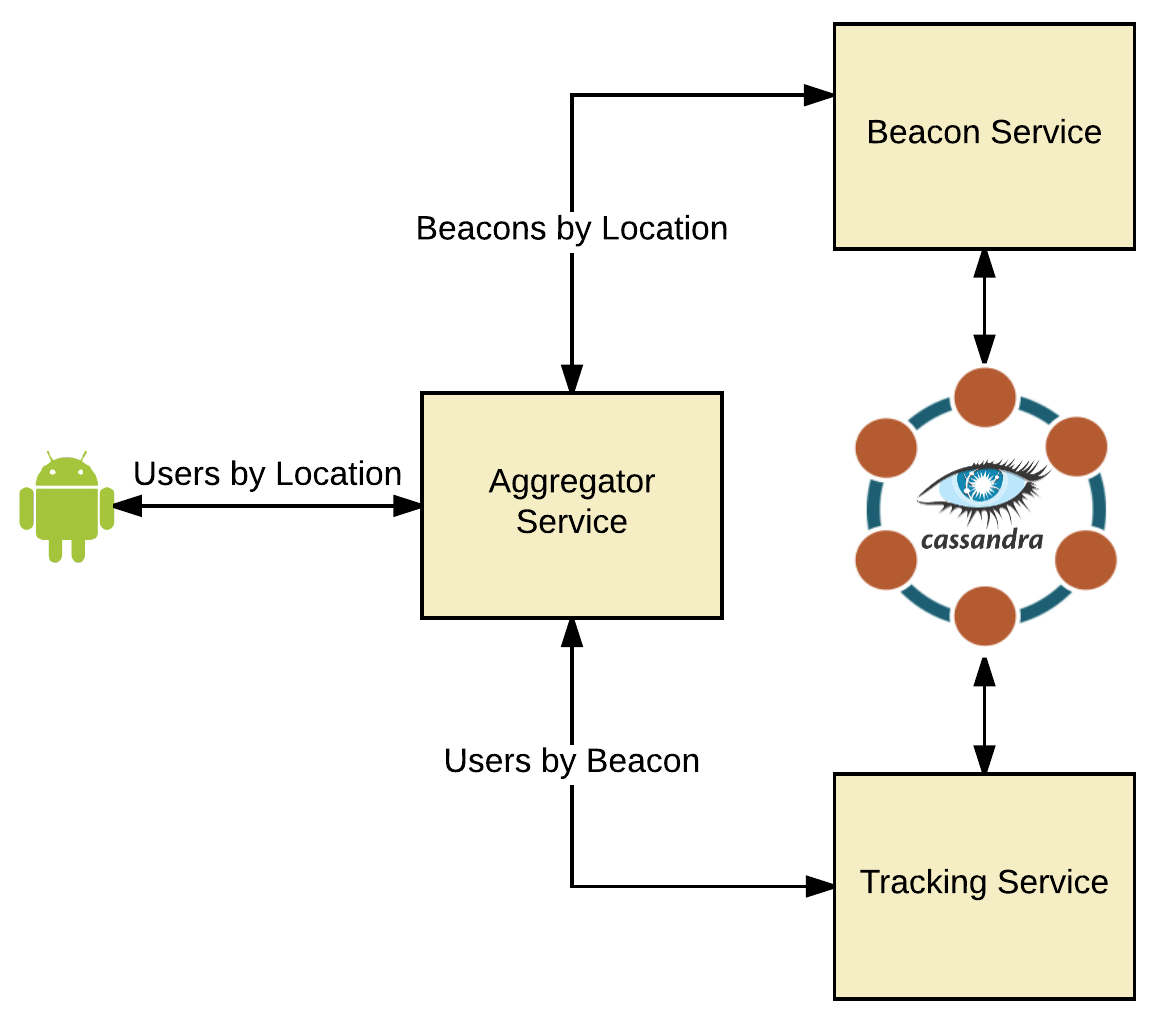 Beacon Service
Beacons by Location
Users by Location
Aggregator
Service
cassandra
Users by Beacon
Tracking Service